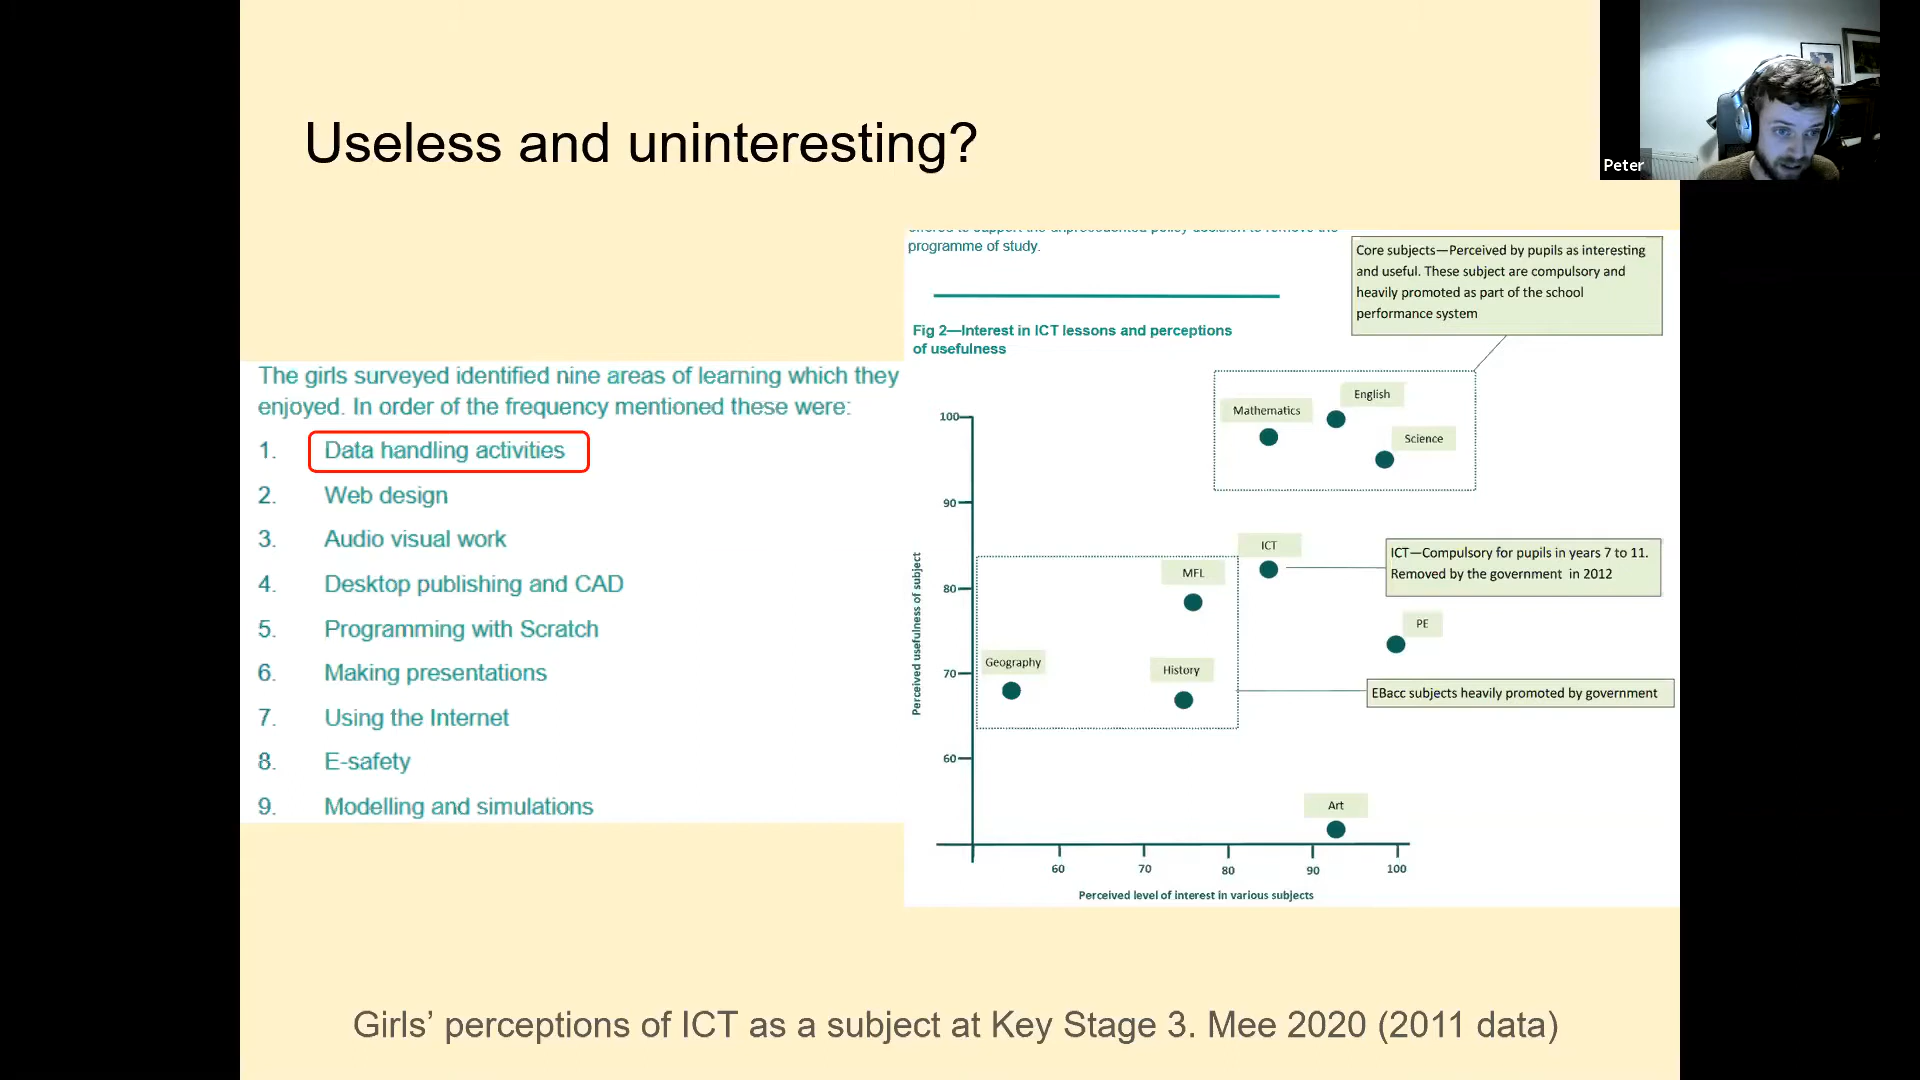 Useless and uninteresting?
Peter
The girls surveyed identified nine areas of learning which they
enjoyed. In order of the frequency mentioned these were:
1. Data handling activities
2. Web design
3. Audio visual work
4. Desktop publishing and CAD
5. Programming with Scratch
6. Making presentations
7. Using the Internet
8. E-safety
9. Modelling and simulations
programme of study.
Fig 2—Interest in ICT lessons and perceptions
of usefulness
Core subjects—Perceived by pupils as interesting
and useful. These subject are compulsory and
heavily promoted as part of the school
performance system
English
Mathematics
Science
ICT
ICT—Compulsory for pupils in years 7 to 11.
Removed by the government in 2012
MFL
PE
Geography
History
EBacc subjects heavily promoted by government
Art
Perceived usefulness of subject
100
90
80
70
60
60 70 80 90 100
Perceived level of interest in various subjects
Girls’ perceptions of ICT as a subject at Key Stage 3. Mee 2020 (2011 data)